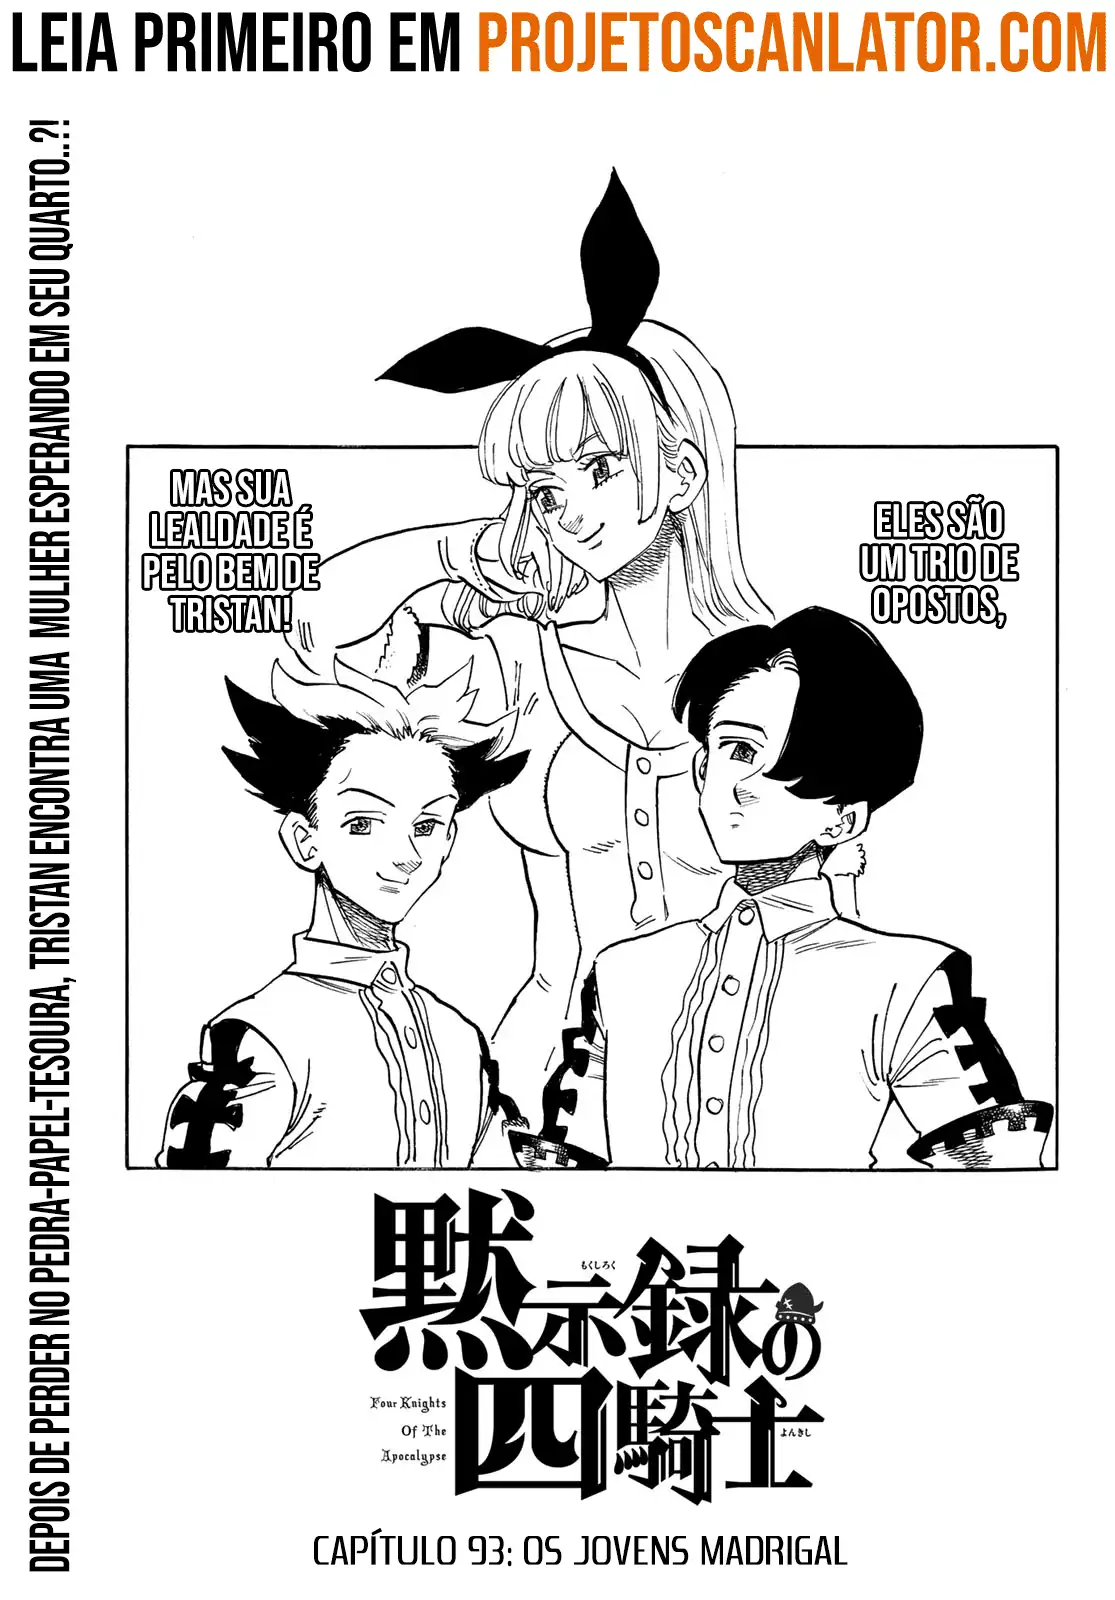 LEIA PRIMEIRO EM PROJETOSCANLATOR.COM
DEPOIS DE PERDER NO PEDRA-PAPEL-TESOURA, TRISTAN ENCONTRA UMA MULHER ESPERANDO EM SEU QUARTO..?!
ELES SÃO
UM TRIO DE
OPOSTOS,
MAS SUA
LEALDADE É
PELO BEM DE
TRISTAN!
もくしろく
黙示録の
四騎士
よんきし
Four Knights
Of The
Apocalypse
CAPÍTULO 93: OS JOVENS MADRIGAL